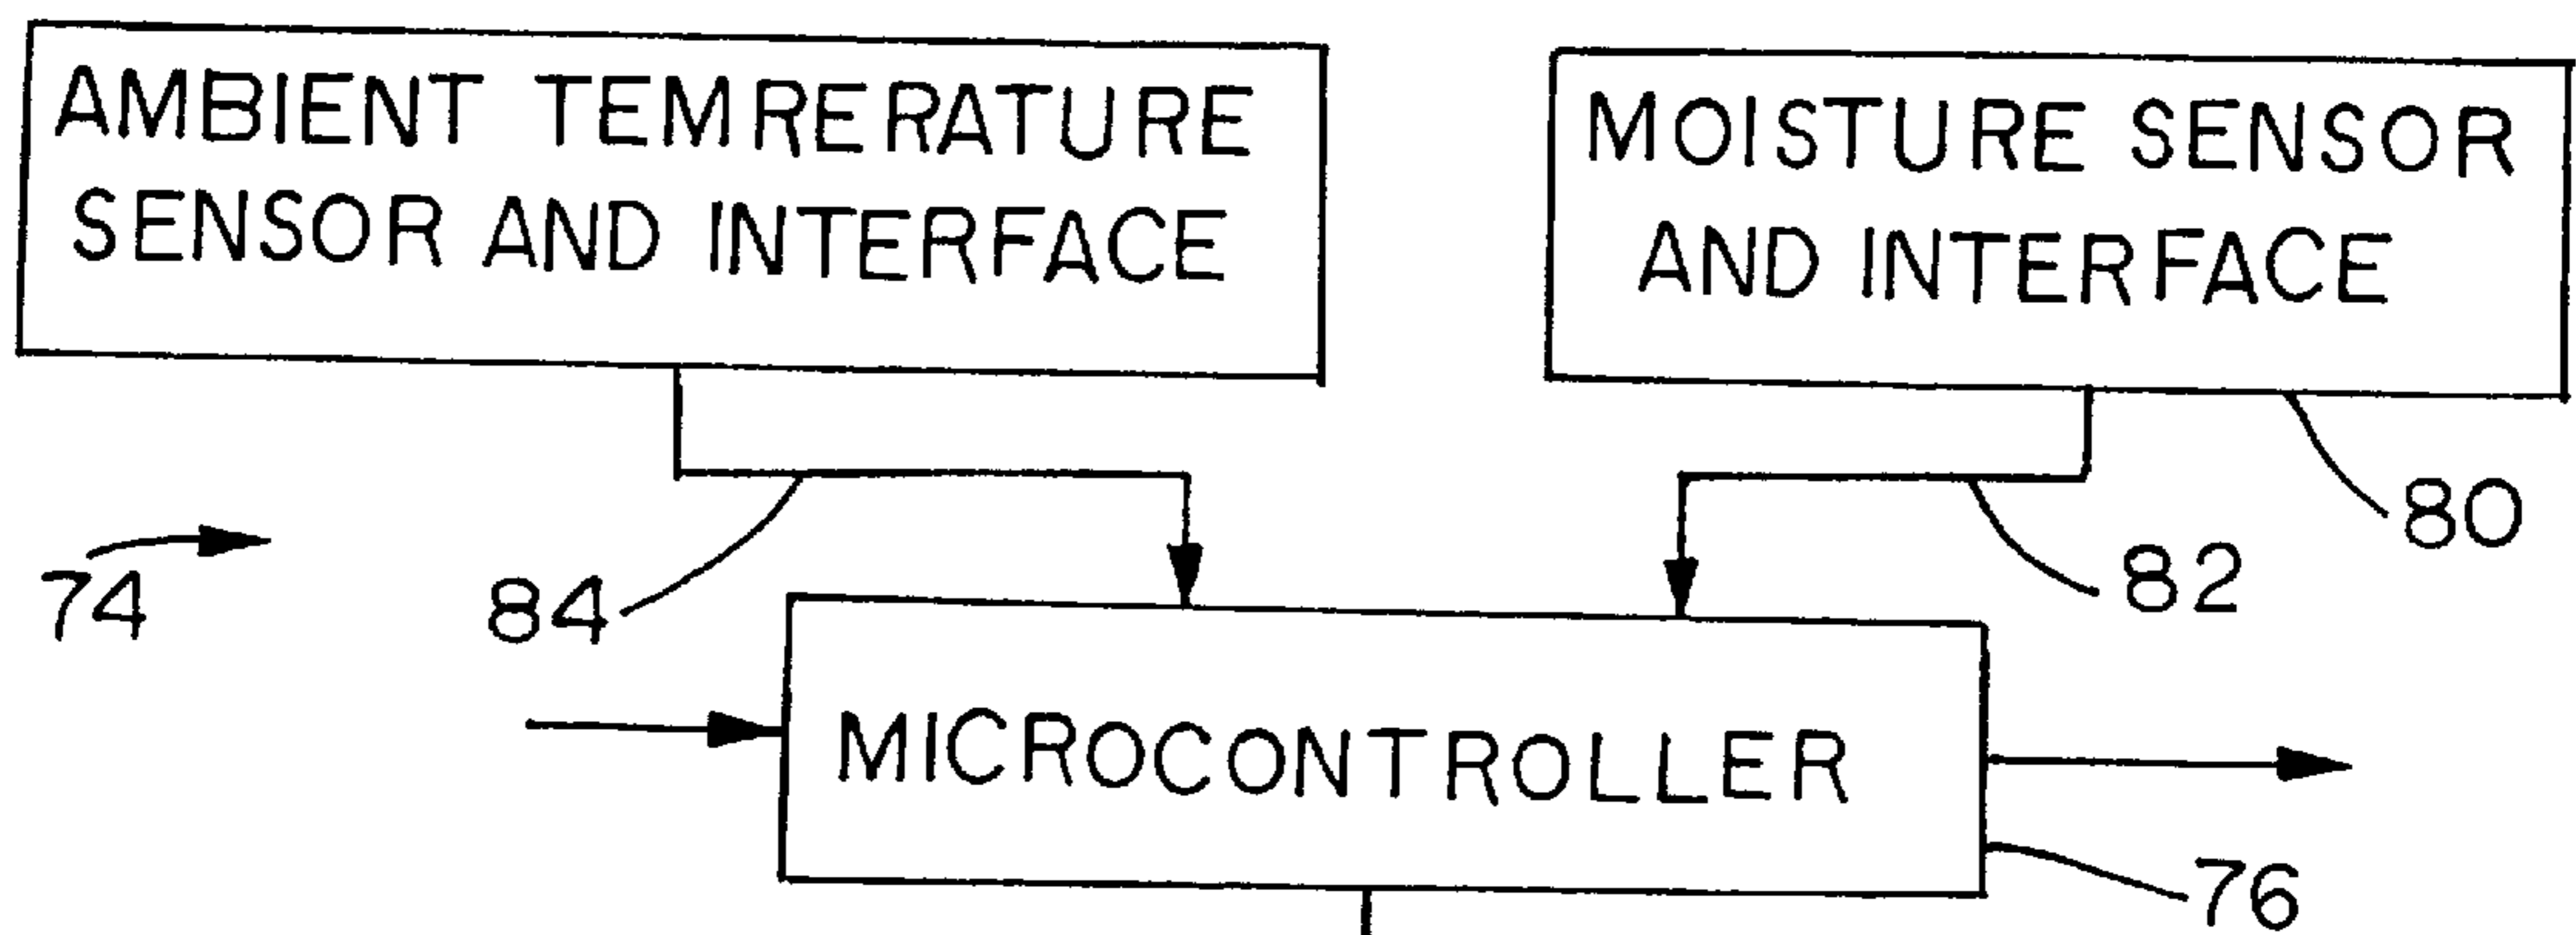 AMBIENT TEMRERATURE
SENSOR AND INTERFACE
MOISTURE SENSOR
AND INTERFACE
80
82
74
84
MICROCONTROLLER
76